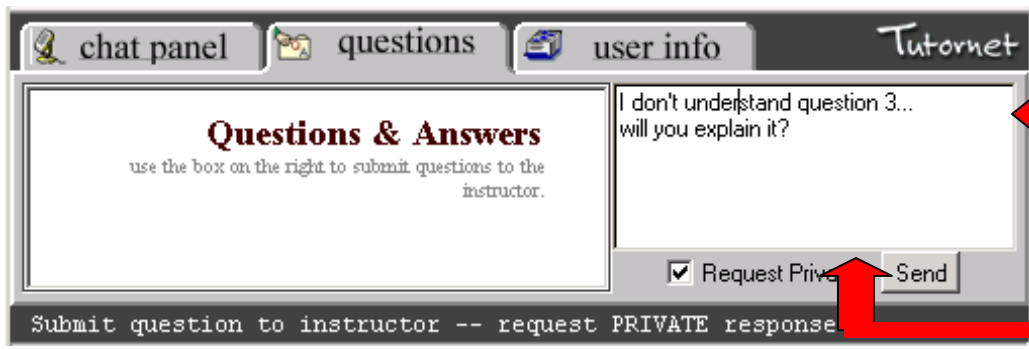 chat panel
questions
user info
Tutornet
Questions & Answers
use the box on the right to submit questions to the
instructor.
I don't understand question 3...
will you explain it?
Request
Send
Submit question to instructor -- request PRIVATE response